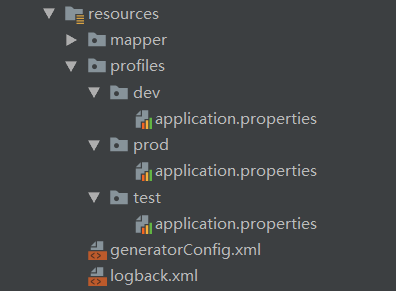 resources
mapper
profiles
dev
application.properties
prod
application.properties
test
application.properties
generatorConfig.xml
logback.xml